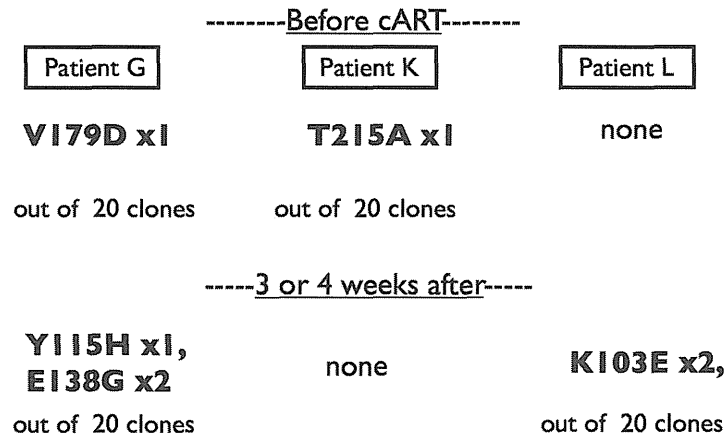 --------Before cART--------
Patient G Patient K Patient L
V179D x1 T215A x1 none
out of 20 clones out of 20 clones
-----3 or 4 weeks after-----
Y115H x1,
E138G x2 none K103E x2,
out of 20 clones out of 20 clones